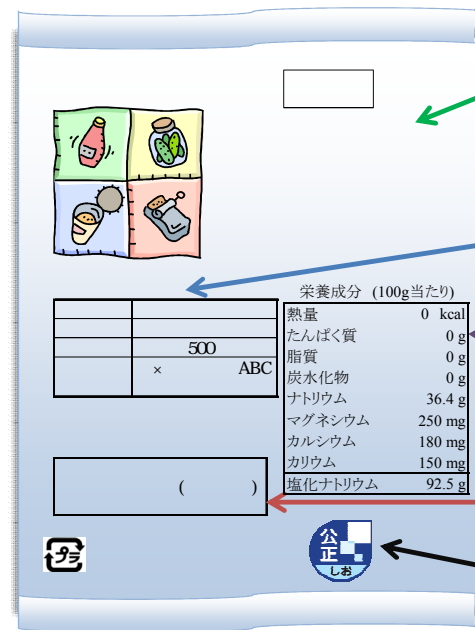 栄養成分 (100g当たり)
熱量 0 kcal
たんぱく質 0 g
脂質 0 g
炭水化物 0 g
ナトリウム 36.4 g
マグネシウム 250 mg
カルシウム 180 mg
カリウム 150 mg
塩化ナトリウム 92.5 g
500
× ABC
( )
プラ
公正
しお